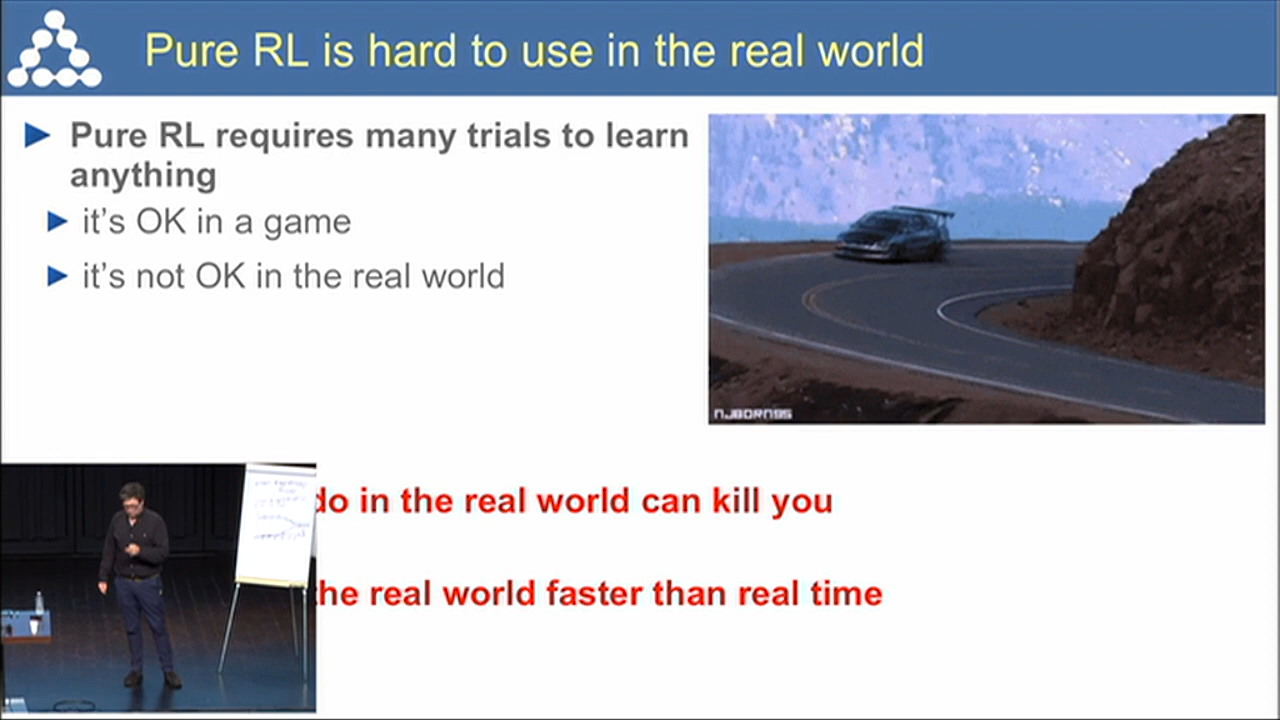 Pure RL is hard to use in the real world
Pure RL requires many trials to learn
anything
it's OK in a game
it's not OK in the real world
NJBORN95
do in the real world can kill you
the real world faster than real time